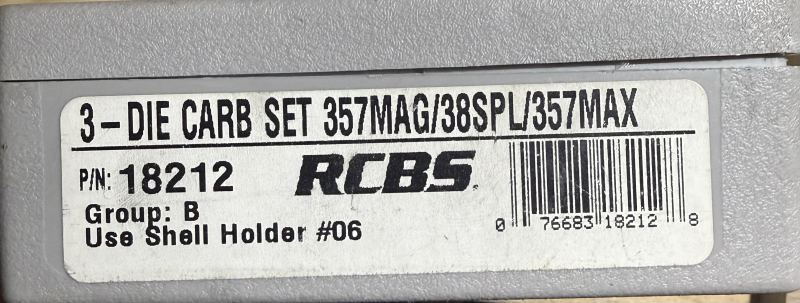 3-DIE CARB SET 357MAG/38SPL/357MAX
P/N: 18212
RCBS.
Group: B
Use Shell Holder #06
0 76683 18212 8